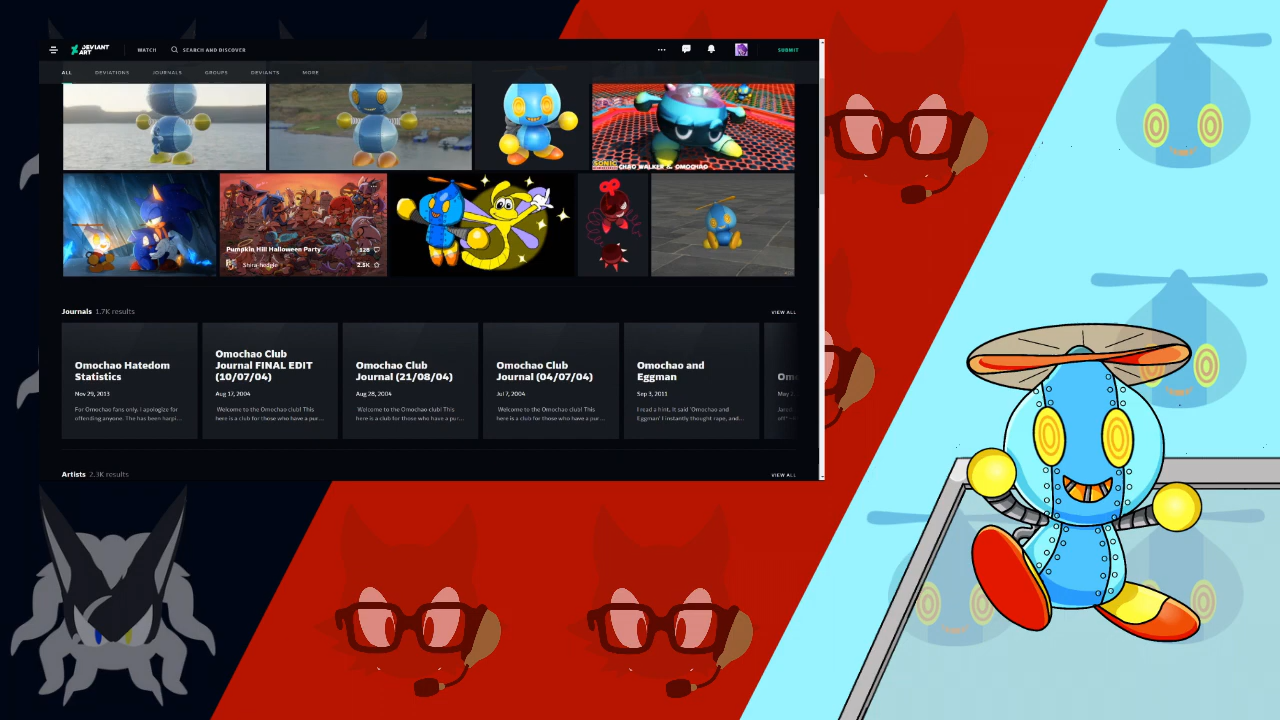 DEVIANT ART
WATCH
SEARCH AND DISCOVER
SUBMIT
ALL
DEVIATIONS
JOURNALS
GROUPS
DEVIANTS
MORE
SONIC
CHAO WALKER & OMOCHAO
Pumpkin Hill Halloween Party
128
Shira-hedgie
2.3K
Journals 1.7K results
VIEW ALL
Omochao Hatedom
Statistics
Nov 29, 2013
For Omochao fans only. I apologize for
offending anyone. The has been harpi...
Omochao Club
Journal FINAL EDIT
(10/07/04)
Aug 17, 2004
Welcome to the Omochao club! This
here is a club for those who have a pur...
Omochao Club
Journal (21/08/04)
Aug 28, 2004
Welcome to the Omochao club! This
here is a club for those who have a pur...
Omochao Club
Journal (04/07/04)
Jul 7, 2004
Welcome to the Omochao club! This
here is a club for those who have a pur...
Omochao and
Eggman
Sep 3, 2011
I read a hint. It said 'Omochao and
Eggman' I instantly thought rape, and...
Omo
Artists 2.3K results
VIEW ALL